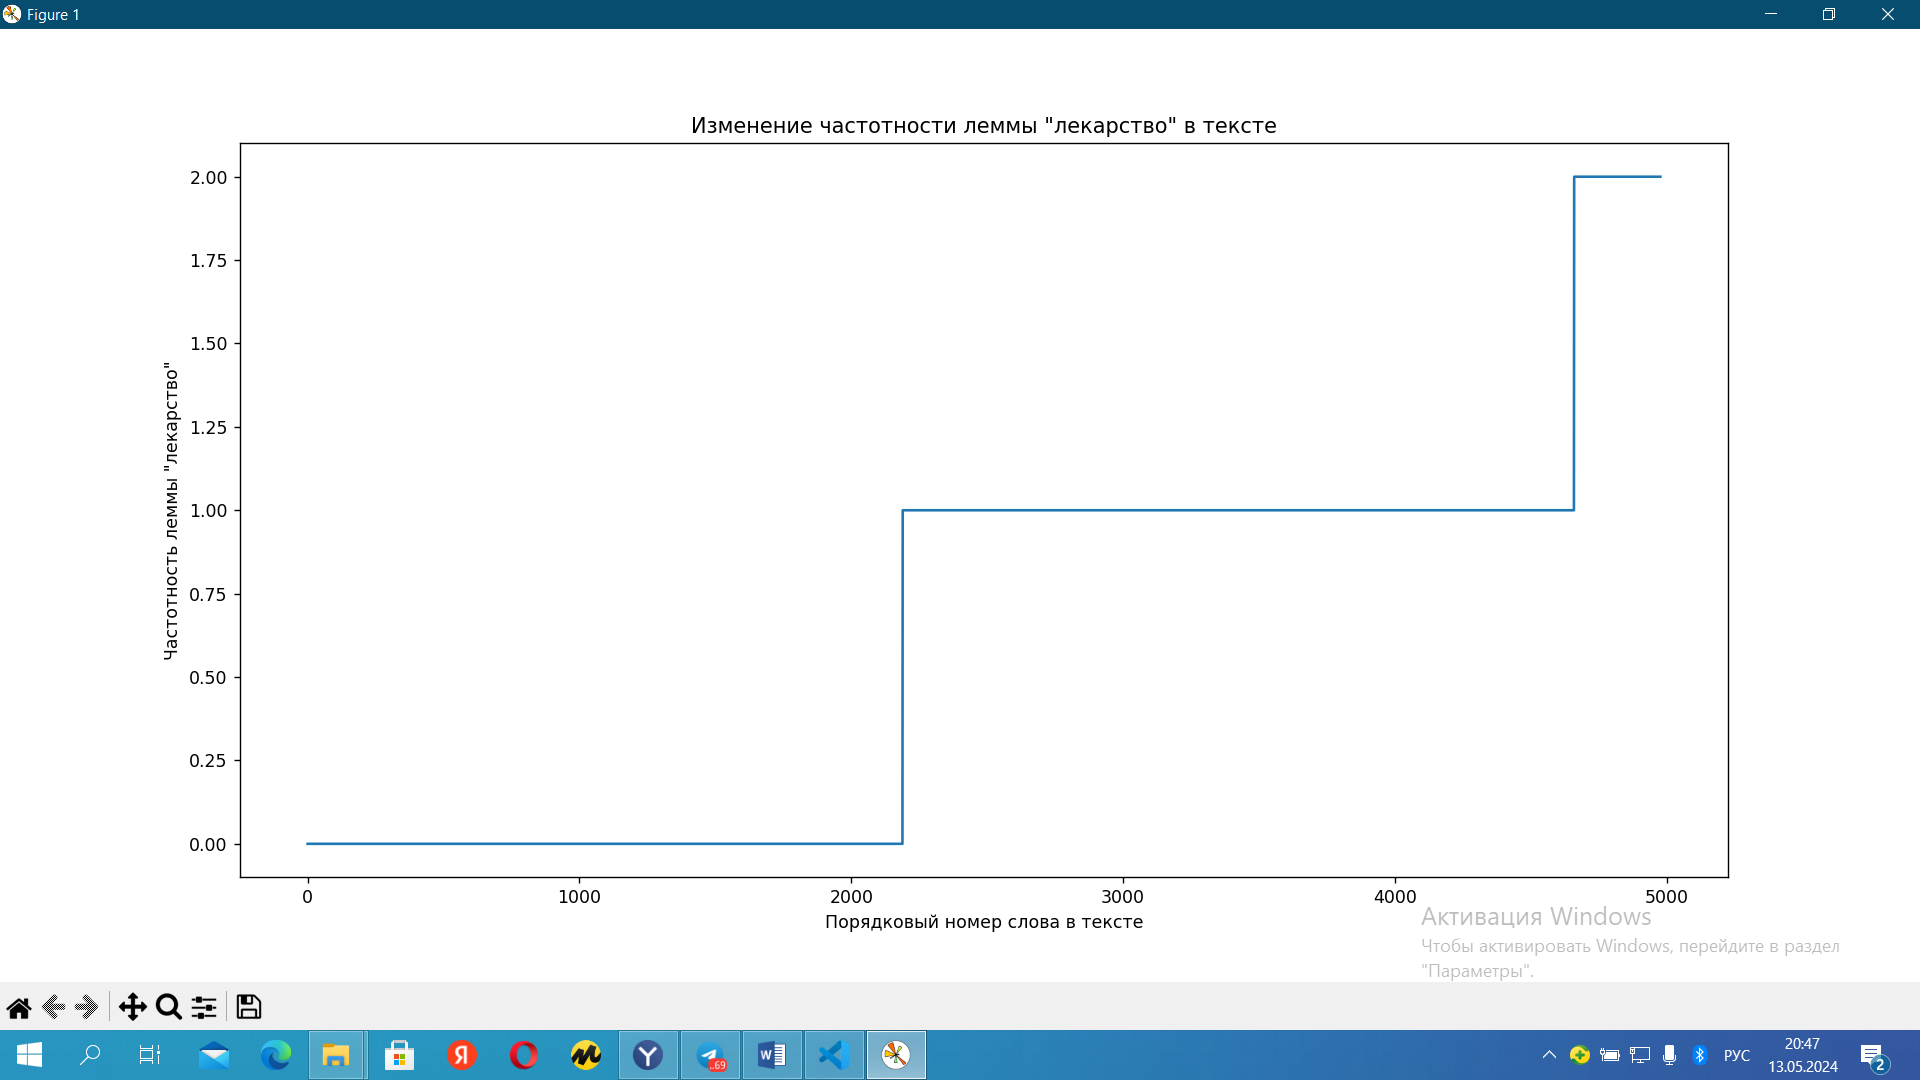 Figure 1
Изменение частотности леммы "лекарство" в тексте
Частотность леммы "лекарство"
2.00
1.75
1.50
1.25
1.00
0.75
0.50
0.25
0.00
0 1000 2000 3000 4000 5000
Порядковый номер слова в тексте
Активация Windows
Чтобы активировать Windows, перейдите в раздел
"Параметры".
Я
..69
W
РУС
20:47
13.05.2024
2